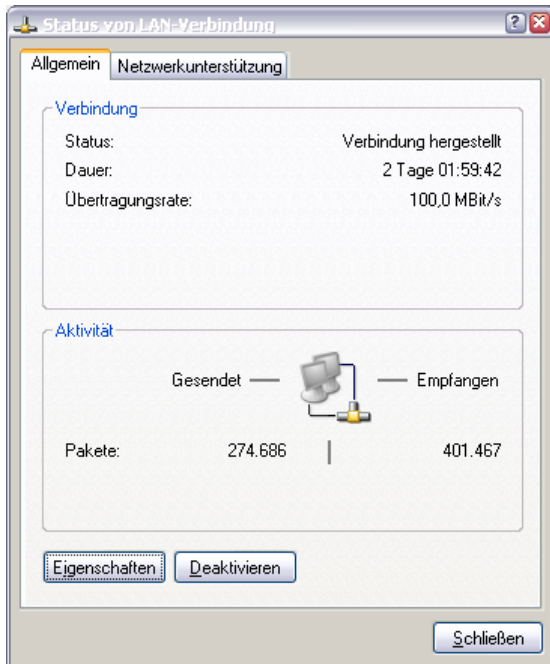 Status von LAN-Verbindung
Allgemein
Netzwerkunterstützung
Verbindung
Status: Verbindung hergestellt
Dauer: 2 Tage 01:59:42
Übertragungsrate: 100,0 MBit/s
Aktivität
Gesendet Empfangen
Pakete: 274.686 401.467
Eigenschaften
Deaktivieren
Schließen